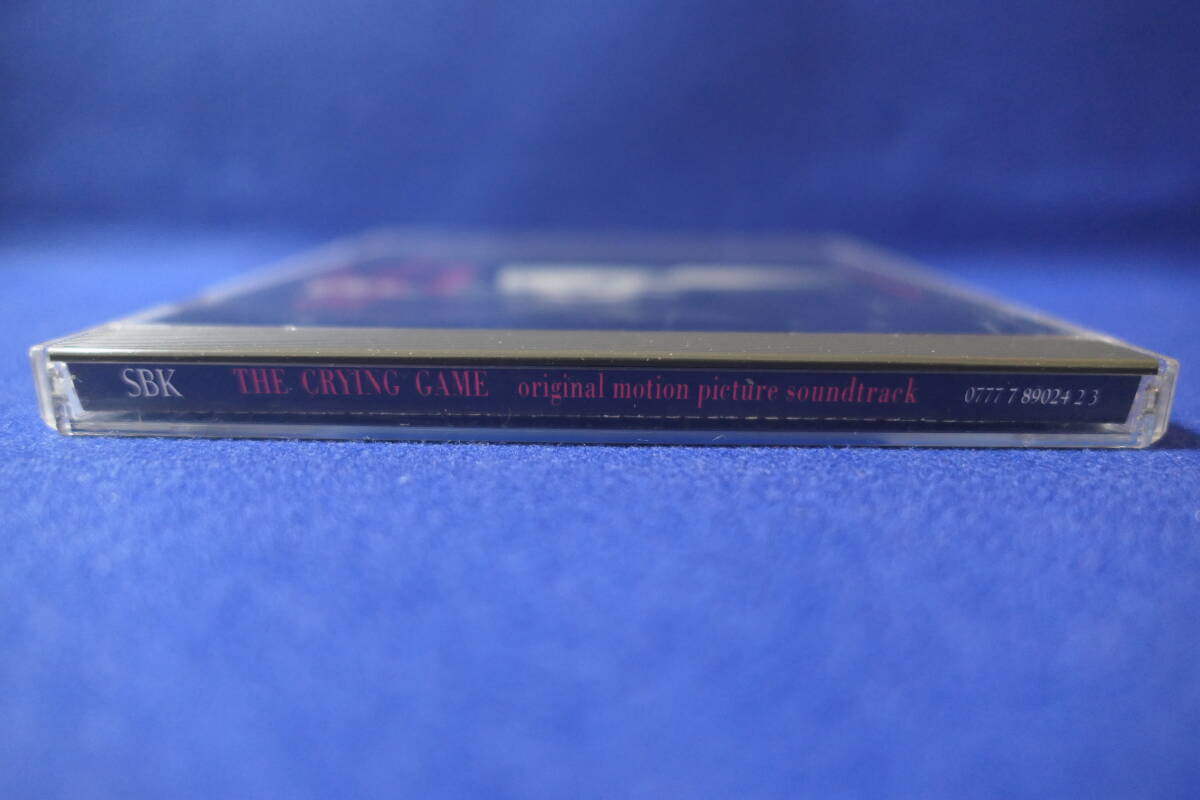 SBK THE CRYING GAME original motion picture soundtrack 0777 7 89024 2 3